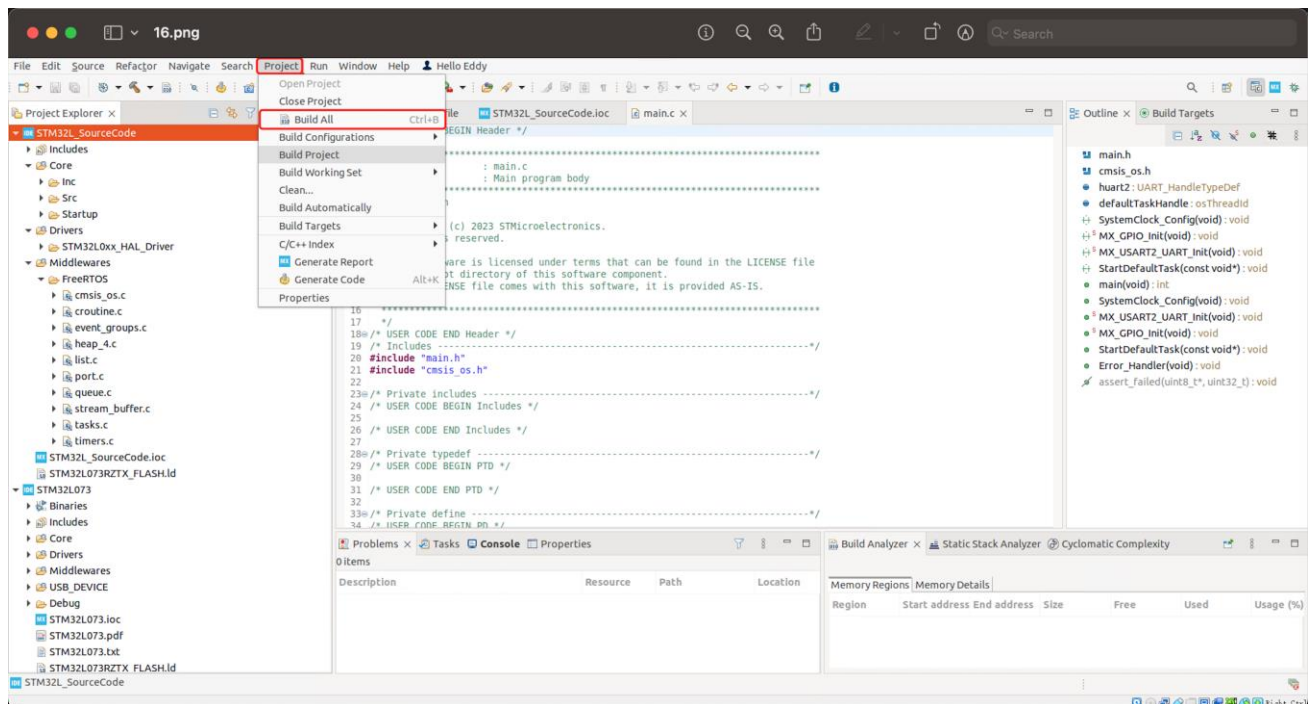 16.png
Search
File Edit Source Refactor Navigate Search Project Run Window Help Hello Eddy
Project Explorer
STM32L_SourceCode
Includes
Core
Inc
Src
Startup
Drivers
STM32L0xx_HAL_Driver
Middlewares
FreeRTOS
cmsis_os.c
croutine.c
event_groups.c
heap_4.c
list.c
port.c
queue.c
stream_buffer.c
tasks.c
timers.c
STM32L_SourceCode.ioc
STM32L073RZTX_FLASH.ld
STM32L073
Binaries
Includes
Core
Drivers
Middlewares
USB_DEVICE
Debug
STM32L073.ioc
STM32L073.pdf
STM32L073.txt
STM32L073RZTX_FLASH.ld
Open Project
Close Project
Build All Ctrl+B
Build Configurations
Build Project
Build Working Set
Clean...
Build Automatically
Build Targets
C/C++ Index
Generate Report
Generate Code Alt+K
Properties
STM32L_SourceCode.ioc main.c
BEGIN Header */
*****************************************************************
: main.c
: Main program body
*****************************************************************
(c) 2023 STMicroelectronics.
reserved.
is licensed under terms that can be found in the LICENSE file
directory of this software component.
file comes with this software, it is provided AS-IS.
16 ******************************************************************************
17 */
18 /* USER CODE END Header */
19 /* Includes ------------------------------------------------------------------*/
20 #include "main.h"
21 #include "cmsis_os.h"
22
23 /* Private includes ----------------------------------------------------------*/
24 /* USER CODE BEGIN Includes */
25
26 /* USER CODE END Includes */
27
28 /* Private typedef -----------------------------------------------------------*/
29 /* USER CODE BEGIN PTD */
30
31 /* USER CODE END PTD */
32
33 /* Private define ------------------------------------------------------------*/
34 /* USER CODE BEGIN PD */
Outline Build Targets
main.h
cmsis_os.h
huart2 : UART_HandleTypeDef
defaultTaskHandle : osThreadId
SystemClock_Config(void) : void
MX_GPIO_Init(void) : void
MX_USART2_UART_Init(void) : void
StartDefaultTask(const void*) : void
main(void) : int
SystemClock_Config(void) : void
MX_USART2_UART_Init(void) : void
MX_GPIO_Init(void) : void
StartDefaultTask(const void*) : void
Error_Handler(void) : void
assert_failed(uint8_t*, uint32_t) : void
Problems Tasks Console Properties
0 items
Description Resource Path Location
Build Analyzer Static Stack Analyzer Cyclomatic Complexity
Memory Regions Memory Details
Region Start address End address Size Free Used Usage (%)
STM32L_SourceCode